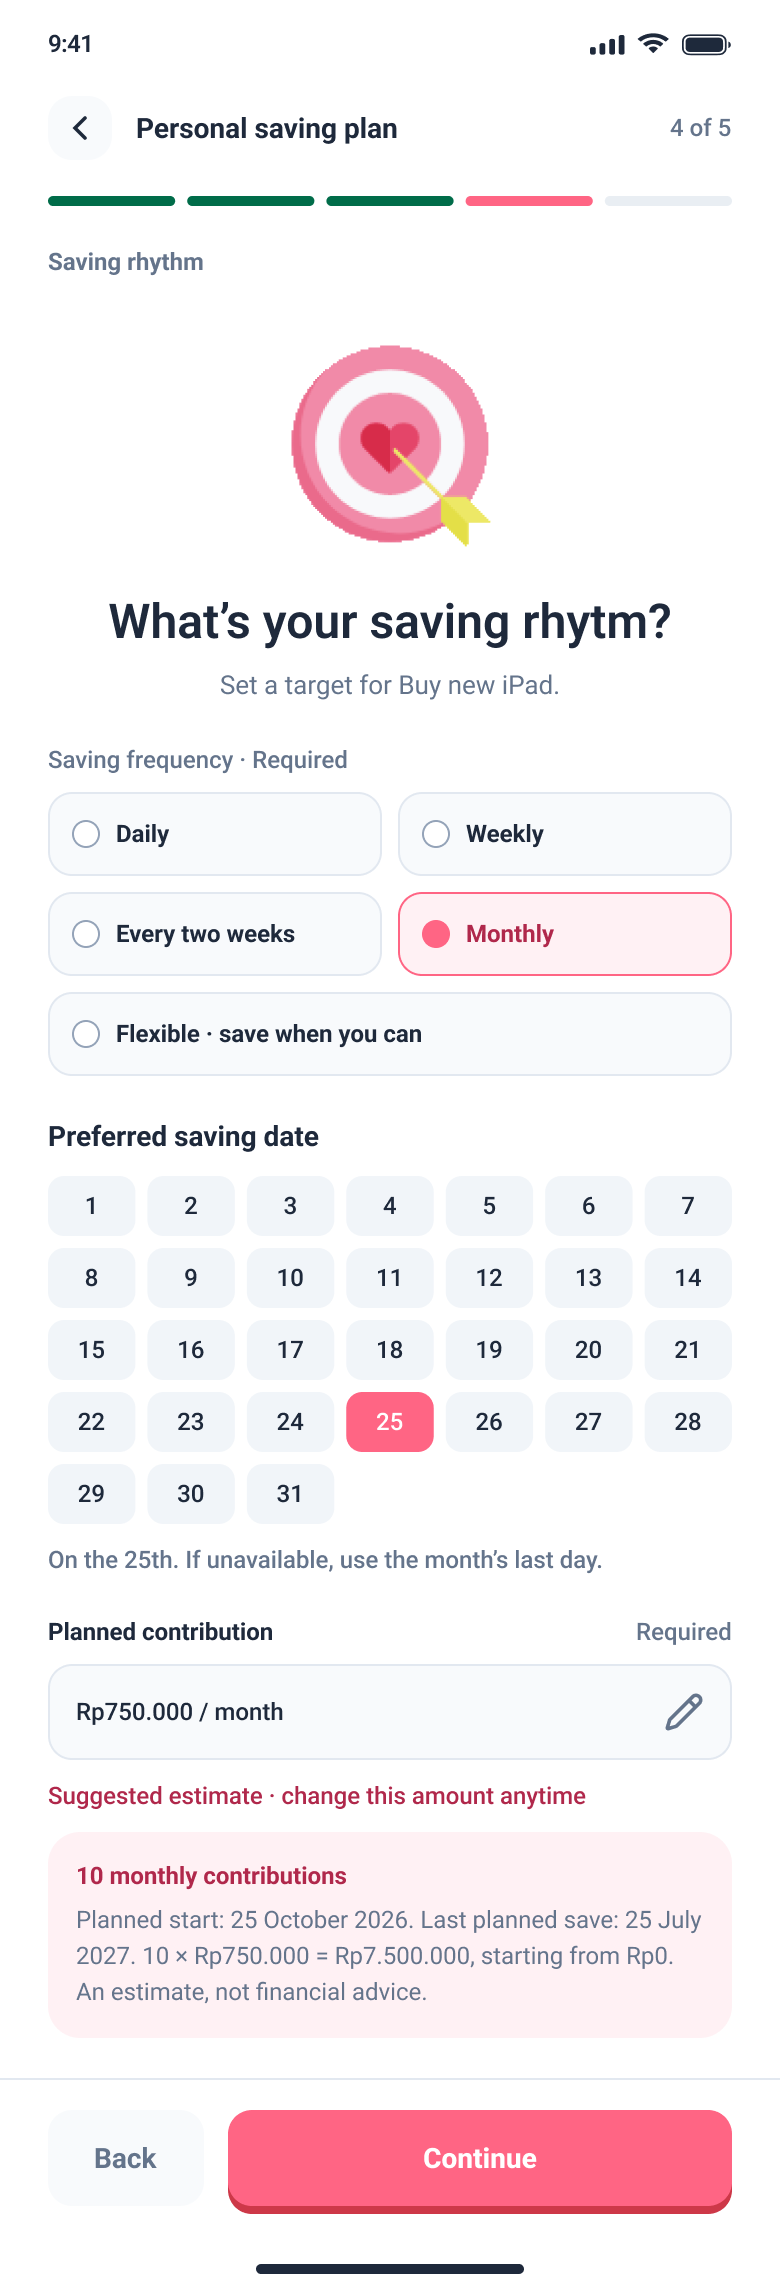 9:41
Personal saving plan
4 of 5
Saving rhythm
What’s your saving rhytm?
Set a target for Buy new iPad.
Saving frequency · Required
Daily
Weekly
Every two weeks
Monthly
Flexible · save when you can
Preferred saving date
1 2 3 4 5 6 7
8 9 10 11 12 13 14
15 16 17 18 19 20 21
22 23 24 25 26 27 28
29 30 31
On the 25th. If unavailable, use the month’s last day.
Planned contribution
Required
Rp750.000 / month
Suggested estimate · change this amount anytime
10 monthly contributions
Planned start: 25 October 2026. Last planned save: 25 July
2027. 10 × Rp750.000 = Rp7.500.000, starting from Rp0.
An estimate, not financial advice.
Back
Continue